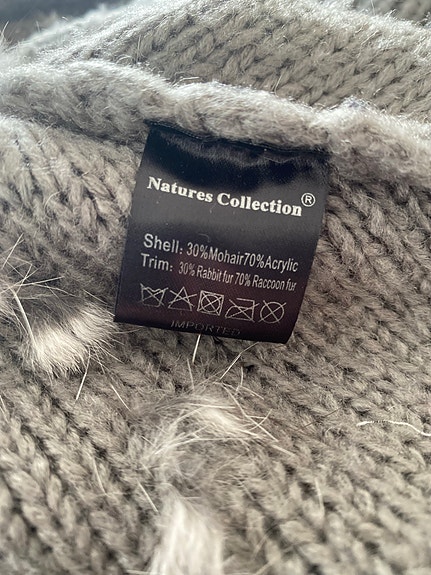 Natures Collection®
Shell: 30%Mohair70%Acrylic
Trim: 30% Rabbit fur 70% Raccoon fur
IMPORTED